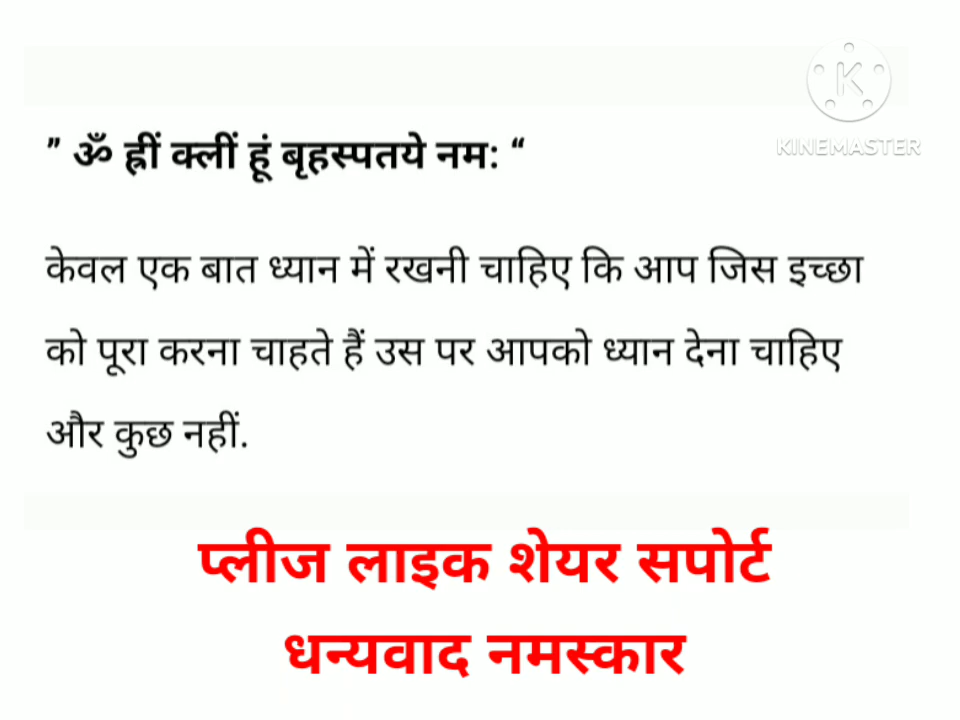 ” ॐ ह्रीं क्लीं हूं बृहस्पतये नम: “
KINEMASTER
केवल एक बात ध्यान में रखनी चाहिए कि आप जिस इच्छा
को पूरा करना चाहते हैं उस पर आपको ध्यान देना चाहिए
और कुछ नहीं.
प्लीज लाइक शेयर सपोर्ट
धन्यवाद नमस्कार